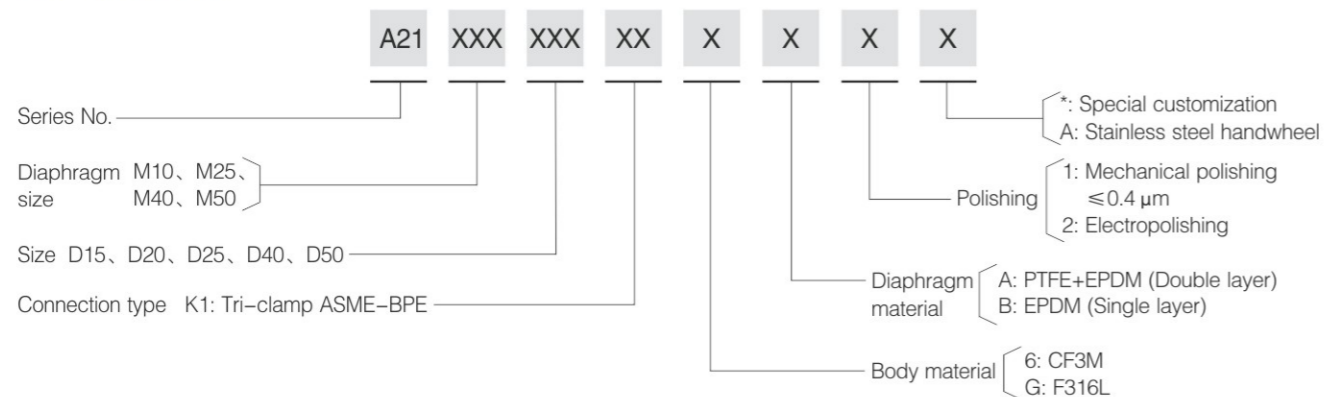 A21 XXX XXX XX X X X X
Series No.
Diaphragm M10、M25、
size M40、M50
Size D15、D20、D25、D40、D50
Connection type K1: Tri-clamp ASME-BPE
*: Special customization
A: Stainless steel handwheel
Polishing
1: Mechanical polishing
≤0.4 μm
2: Electropolishing
Diaphragm
material
A: PTFE+EPDM (Double layer)
B: EPDM (Single layer)
Body material
6: CF3M
G: F316L